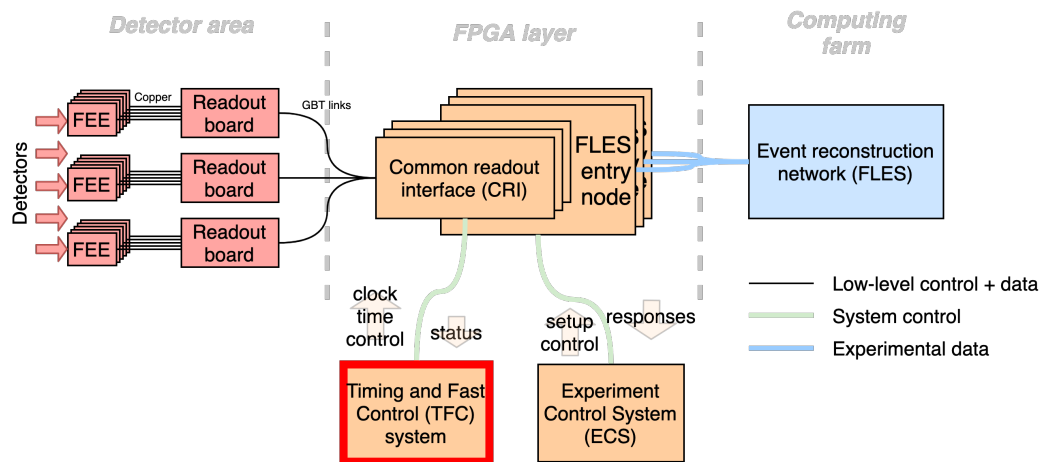 Detector area
FPGA layer
Computing
farm
Detectors
FEE
FEE
FEE
Copper
Readout
board
Readout
board
Readout
board
GBT links
Common readout
interface (CRI)
FLES
entry
node
Event reconstruction
network (FLES)
clock
time
control
status
setup
control
responses
Timing and Fast
Control (TFC)
system
Experiment
Control System
(ECS)
Low-level control + data
System control
Experimental data